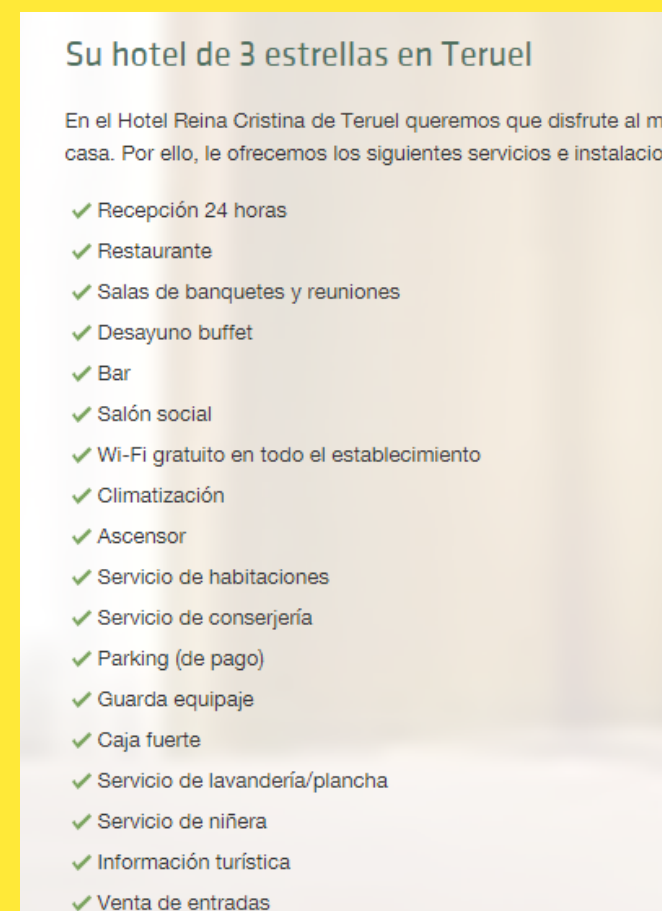 Su hotel de 3 estrellas en Teruel
En el Hotel Reina Cristina de Teruel queremos que disfrute al m
casa. Por ello, le ofrecemos los siguientes servicios e instalacio
Recepción 24 horas
Restaurante
Salas de banquetes y reuniones
Desayuno buffet
Bar
Salón social
Wi-Fi gratuito en todo el establecimiento
Climatización
Ascensor
Servicio de habitaciones
Servicio de conserjería
Parking (de pago)
Guarda equipaje
Caja fuerte
Servicio de lavandería/plancha
Servicio de niñera
Información turística
Venta de entradas